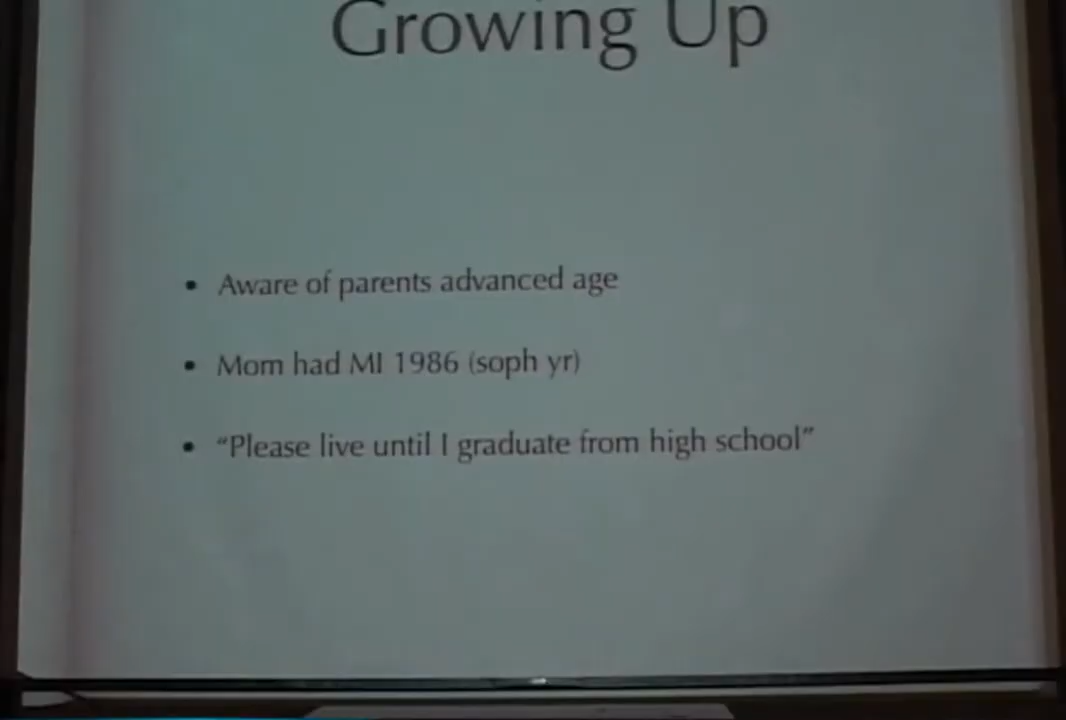 Growing Up
• Aware of parents advanced age
• Mom had MI 1986 (soph yr)
• “Please live until I graduate from high school”